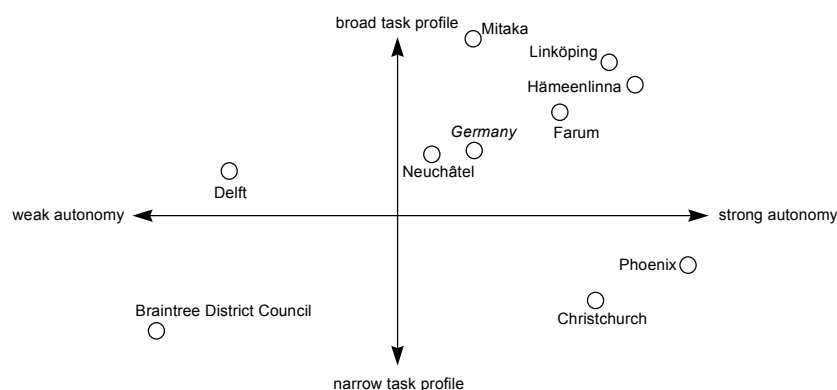 broad task profile
Mitaka
Linköping
Hämeenlinna
Farum
Germany
Neuchâtel
Delft
weak autonomy
strong autonomy
Phoenix
Braintree District Council
Christchurch
narrow task profile